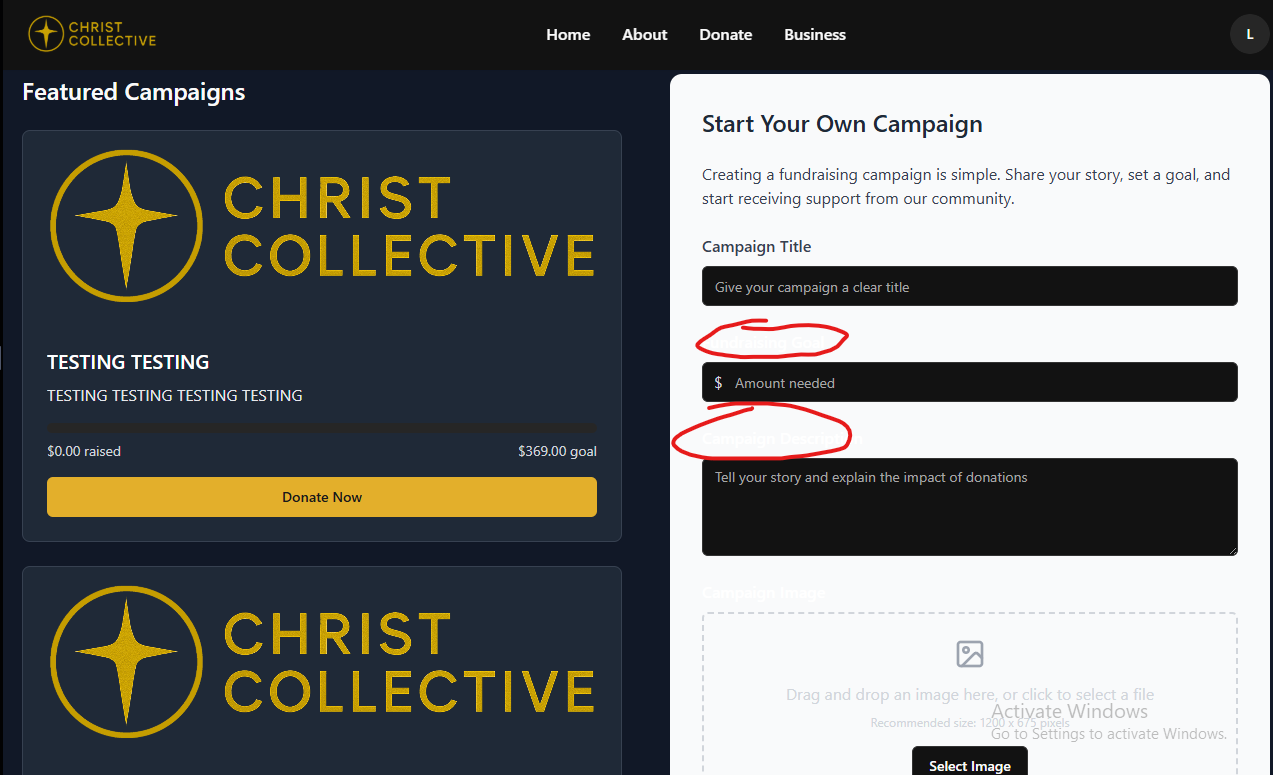 CHRIST
COLLECTIVE
Home
About
Donate
Business
L
Featured Campaigns
CHRIST
COLLECTIVE
TESTING TESTING
TESTING TESTING TESTING TESTING
$0.00 raised
$369.00 goal
Donate Now
CHRIST
COLLECTIVE
Start Your Own Campaign
Creating a fundraising campaign is simple. Share your story, set a goal, and
start receiving support from our community.
Campaign Title
Give your campaign a clear title
Fundraising Goal
$ Amount needed
Campaign Description
Tell your story and explain the impact of donations
Campaign Image
Drag and drop an image here, or click to select a file
Recommended size: 1200 x 675 pixels
Select Image
Activate Windows
Go to Settings to activate Windows.